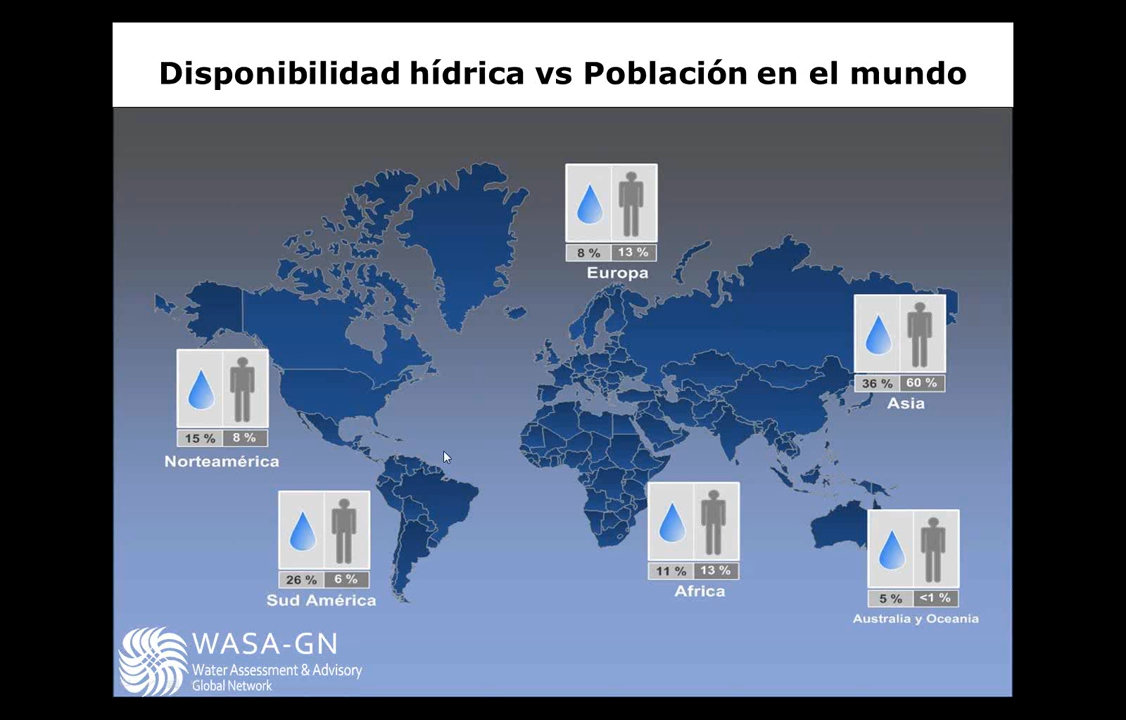 Disponibilidad hídrica vs Población en el mundo
8 % 13 %
Europa
36 % 60 %
Asia
15 % 8 %
Norteamérica
26 % 6 %
Sud América
11 % 13 %
Africa
5 % <1 %
Australia y Oceania
WASA-GN
Water Assessment & Advisory
Global Network